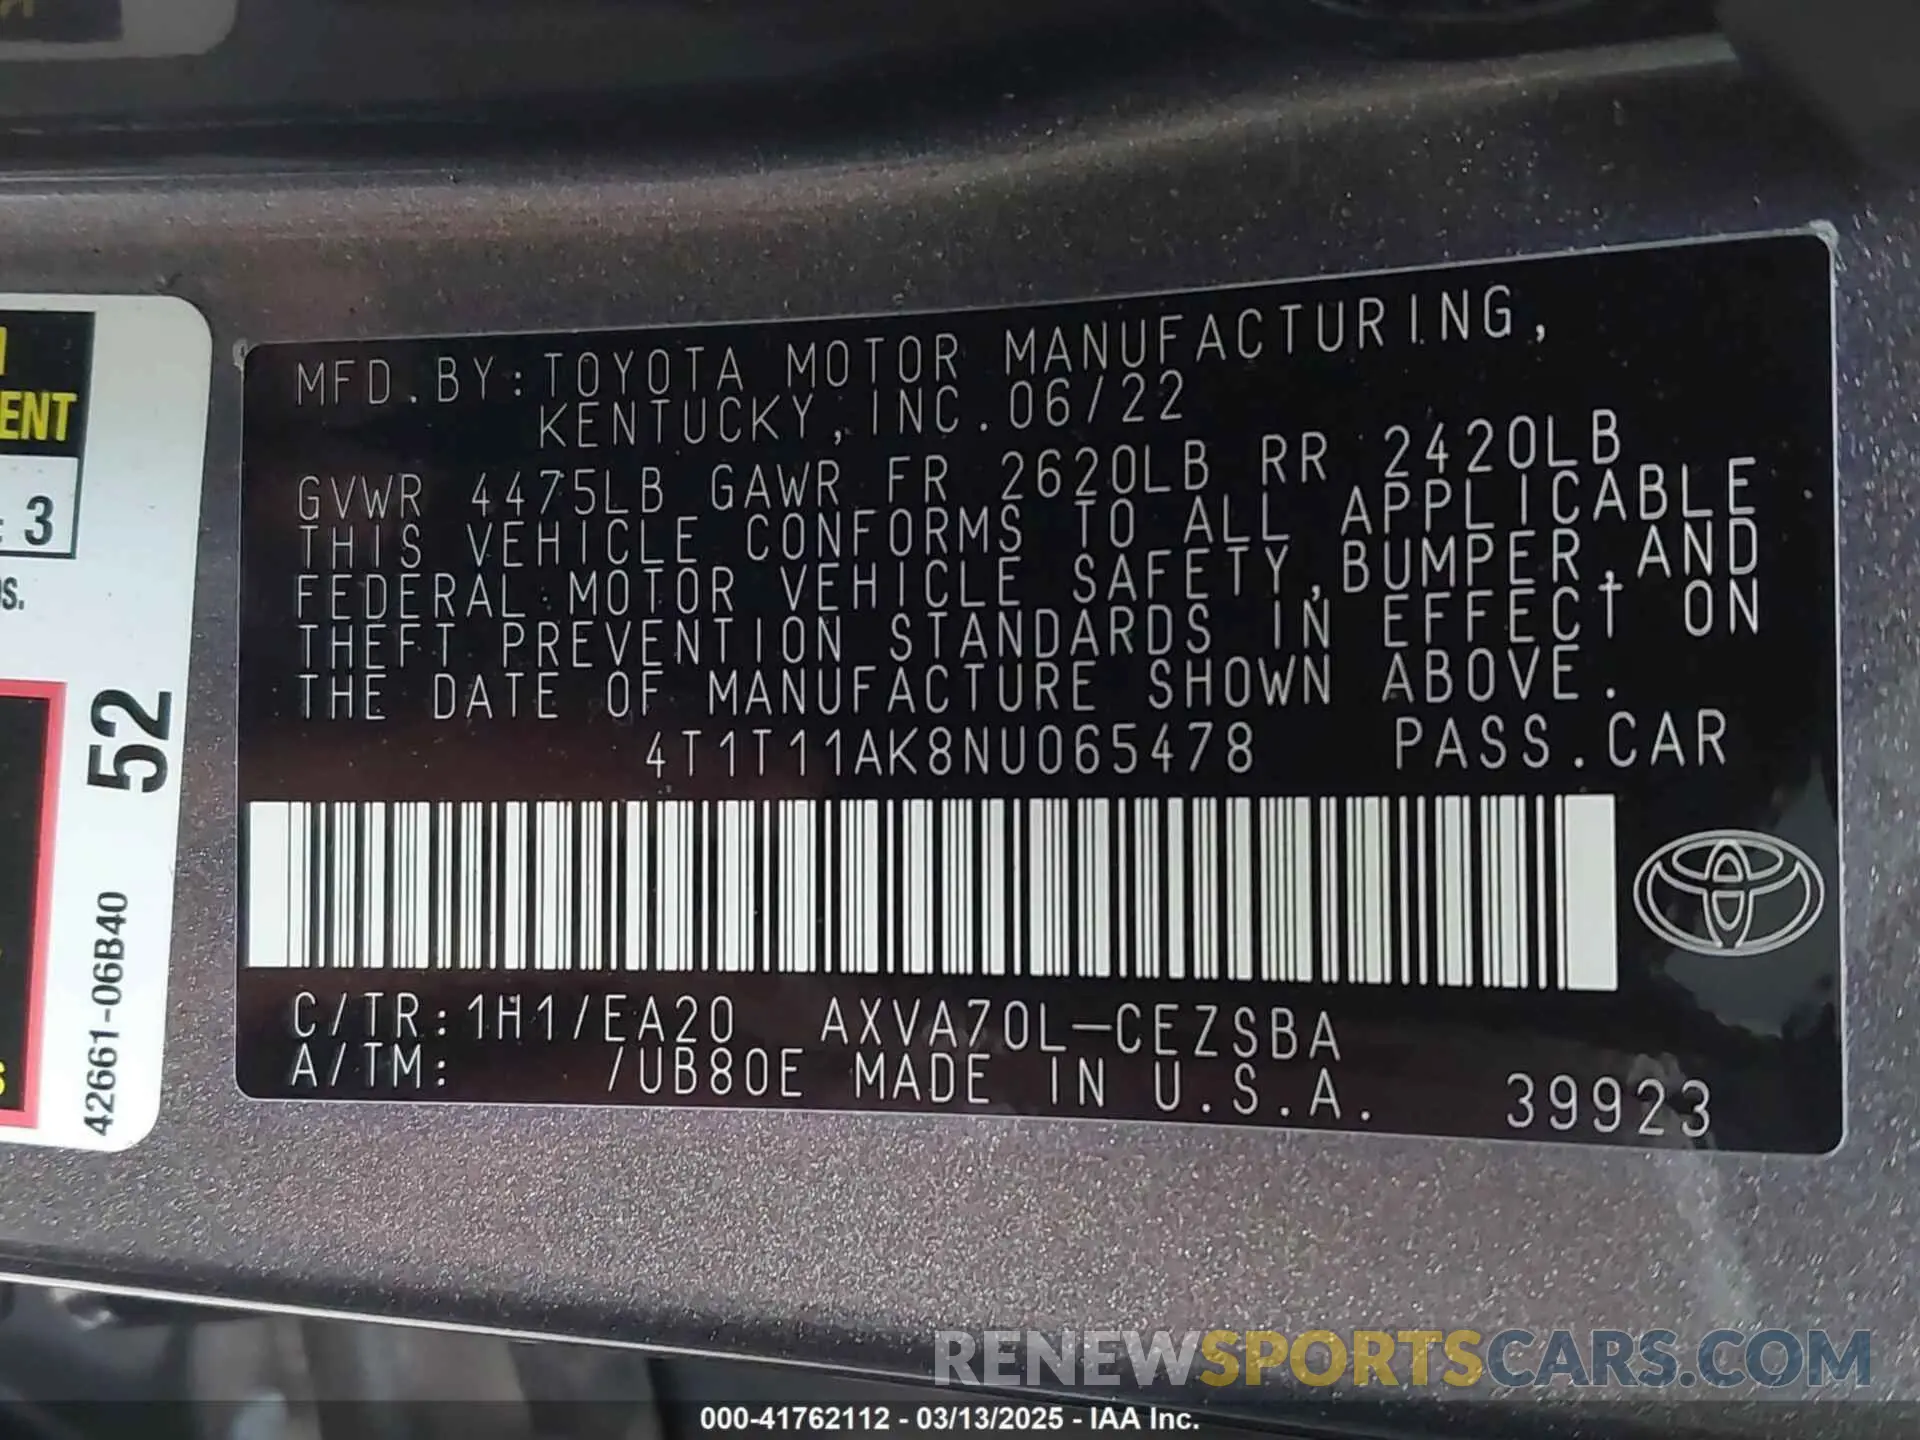 ENT
3
OS.
52
42661-06B40
MFD.BY:TOYOTA MOTOR MANUFACTURING,
KENTUCKY,INC.06/22
GVWR 4475LB GAWR FR 2620LB RR 2420LB
THIS VEHICLE CONFORMS TO ALL APPLICABLE
FEDERAL MOTOR VEHICLE SAFETY,BUMPER,AND
THEFT PREVENTION STANDARDS IN EFFECT ON
THE DATE OF MANUFACTURE SHOWN ABOVE.
4T1T11AK8NU065478 PASS.CAR
C/TR:1H1/EA20 AXVA70L-CEZSBA
A/TM: /UB80E MADE IN U.S.A. 39923
RENEWSPORTSCARS.COM
000-41762112 - 03/13/2025 - IAA Inc.